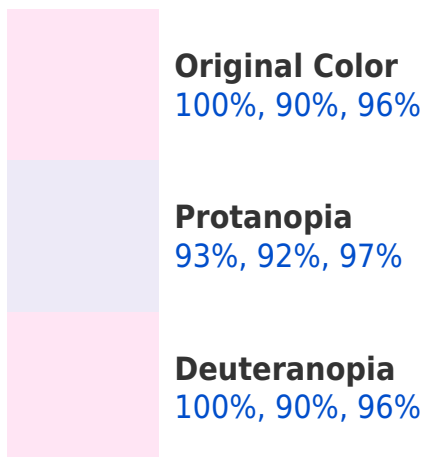 Original Color
100%, 90%, 96%
Protanopia
93%, 92%, 97%
Deuteranopia
100%, 90%, 96%